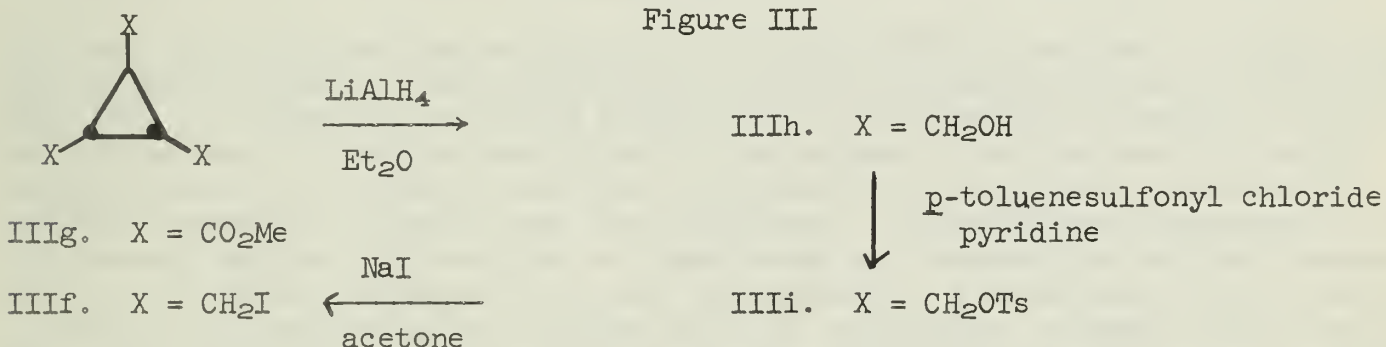 Figure III
X
X
X
LiAlH4
Et2O
IIIg. X = CO2Me
IIIf. X = CH2I
NaI
acetone
IIIh. X = CH2OH
p-toluenesulfonyl chloride
pyridine
IIIi. X = CH2OTs